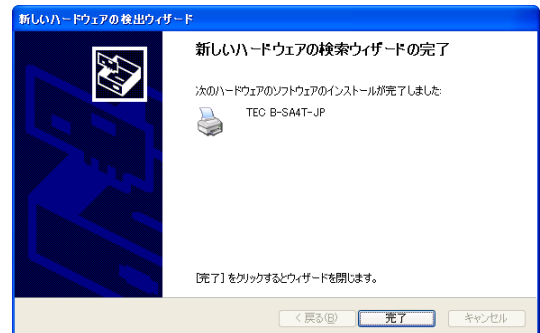 新しいハードウェアの検出ウィザード
新しいハードウェアの検索ウィザードの完了
次のハードウェアのソフトウェアのインストールが完了しました:
TEC B-SA4T-JP
[完了] をクリックするとウィザードを閉じます。
< 戻る(B) 完了 キャンセル